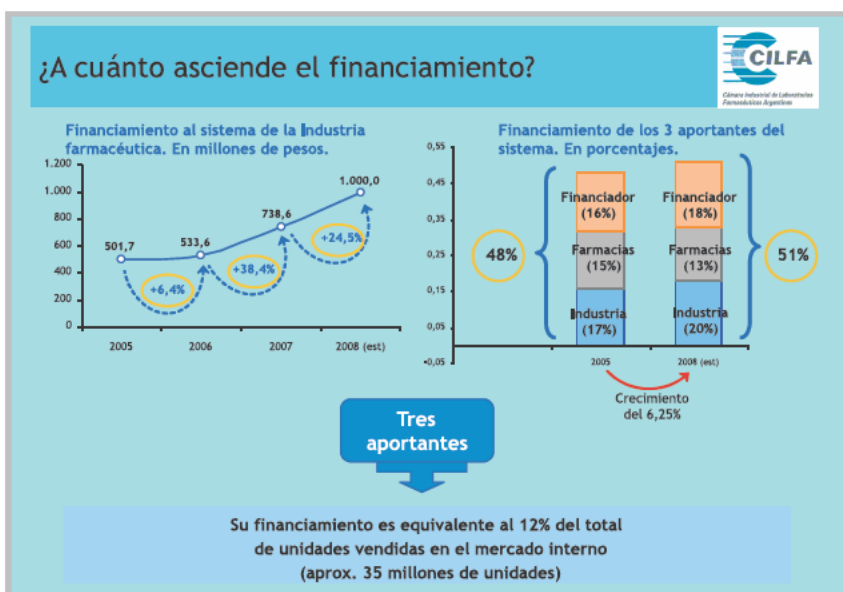 ¿A cuánto asciende el financiamiento?
CILFA
Cámara Industrial de Laboratorios
Farmacéuticos Argentinos
Financiamiento al sistema de la Industria
farmacéutica. En millones de pesos.
1.200
1.000
800
600
400
200
0
501,7
533,6
738,6
1.000,0
+6,4%
+38,4%
+24,5%
2005
2006
2007
2008 (est)
Financiamiento de los 3 aportantes del
sistema. En porcentajes.
0,55
0,45
0,35
0,25
0,15
0,05
-0,05
48%
Financiador
(16%)
Farmacias
(15%)
Industria
(17%)
Financiador
(18%)
Farmacias
(13%)
Industria
(20%)
51%
2005
2008 (est)
Crecimiento
del 6,25%
Tres
aportantes
Su financiamiento es equivalente al 12% del total
de unidades vendidas en el mercado interno
(aprox. 35 millones de unidades)